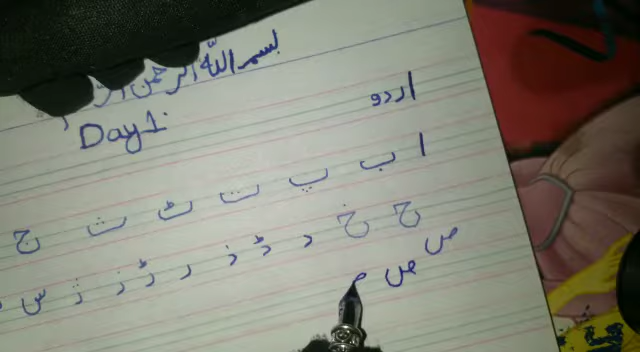 بسم اللہ الرحمن
Day 1
اردو
ا ب پ ت ٹ ث ج
ح خ د ڈ ذ ر ڑ ز ژ س
ص ص ص